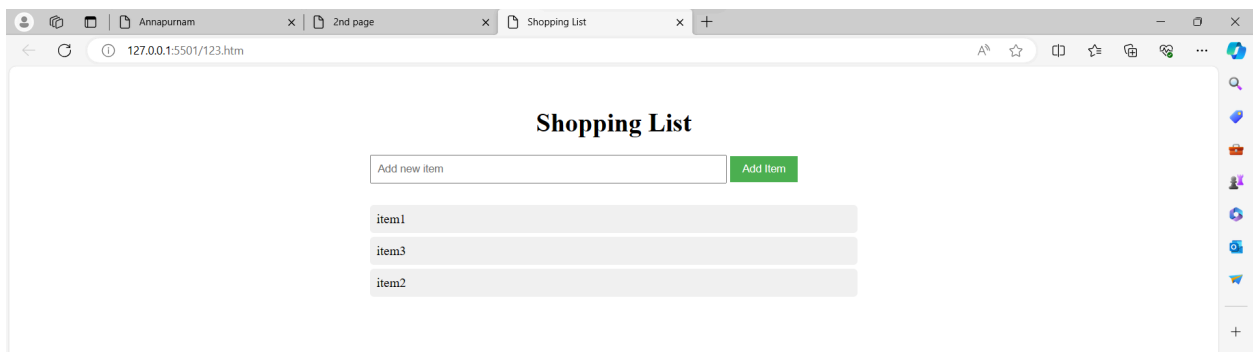 Annapurnam
2nd page
Shopping List
127.0.0.1:5501/123.htm
Shopping List
Add new item
Add Item
item1
item3
item2